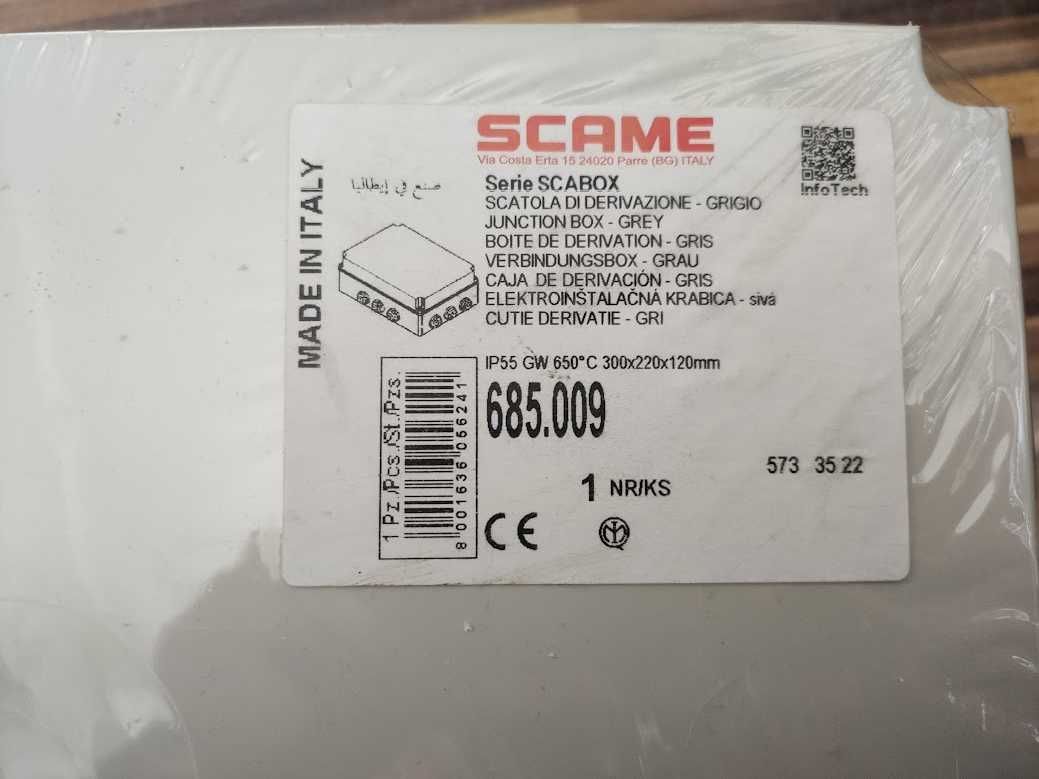 SCAME
Via Costa Erta 15 24020 Parre (BG) ITALY
InfoTech
MADE IN ITALY
صنع في إيطاليا
Serie SCABOX
SCATOLA DI DERIVAZIONE - GRIGIO
JUNCTION BOX - GREY
BOITE DE DERIVATION - GRIS
VERBINDUNGSBOX - GRAU
CAJA DE DERIVACIÓN - GRIS
ELEKTROINŠTALAČNÁ KRABICA - sivá
CUTIE DERIVATIE - GRI
IP55 GW 650°C 300x220x120mm
685.009
1 Pz./Pcs./St./Pzs.
8 001636 056241
573 35 22
1 NR/KS
CE